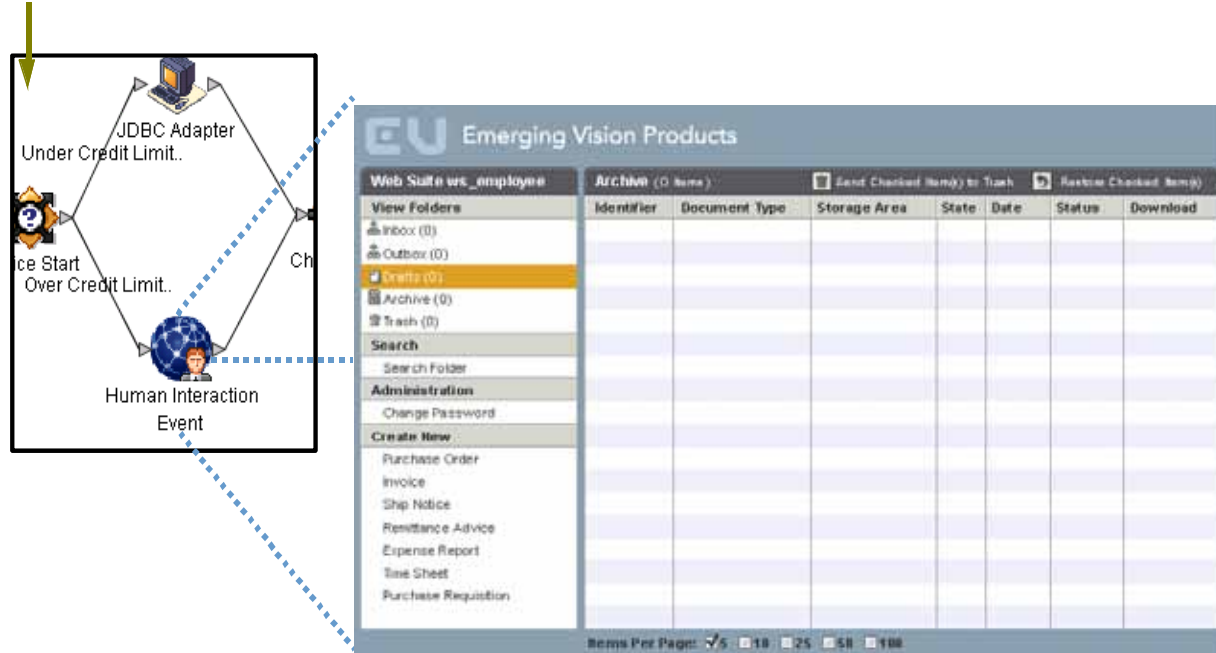 JDBC Adapter
Under Credit Limit..
ice Start
Ch
Over Credit Limit..
Human Interaction
Event
EU Emerging Vision Products
Web Suite ws_employee
View Folders
Inbox (0)
Outbox (0)
Drafts (0)
Archive (0)
Trash (0)
Search
Search Folder
Administration
Change Password
Create New
Purchase Order
Invoice
Ship Notice
Remittance Advice
Expense Report
Time Sheet
Purchase Requisition
Archive (0 Items) Send Checked Item(s) to Trash Restore Checked Item(s)
Identifier Document Type Storage Area State Date Status Download
Items Per Page: 5 10 25 50 100